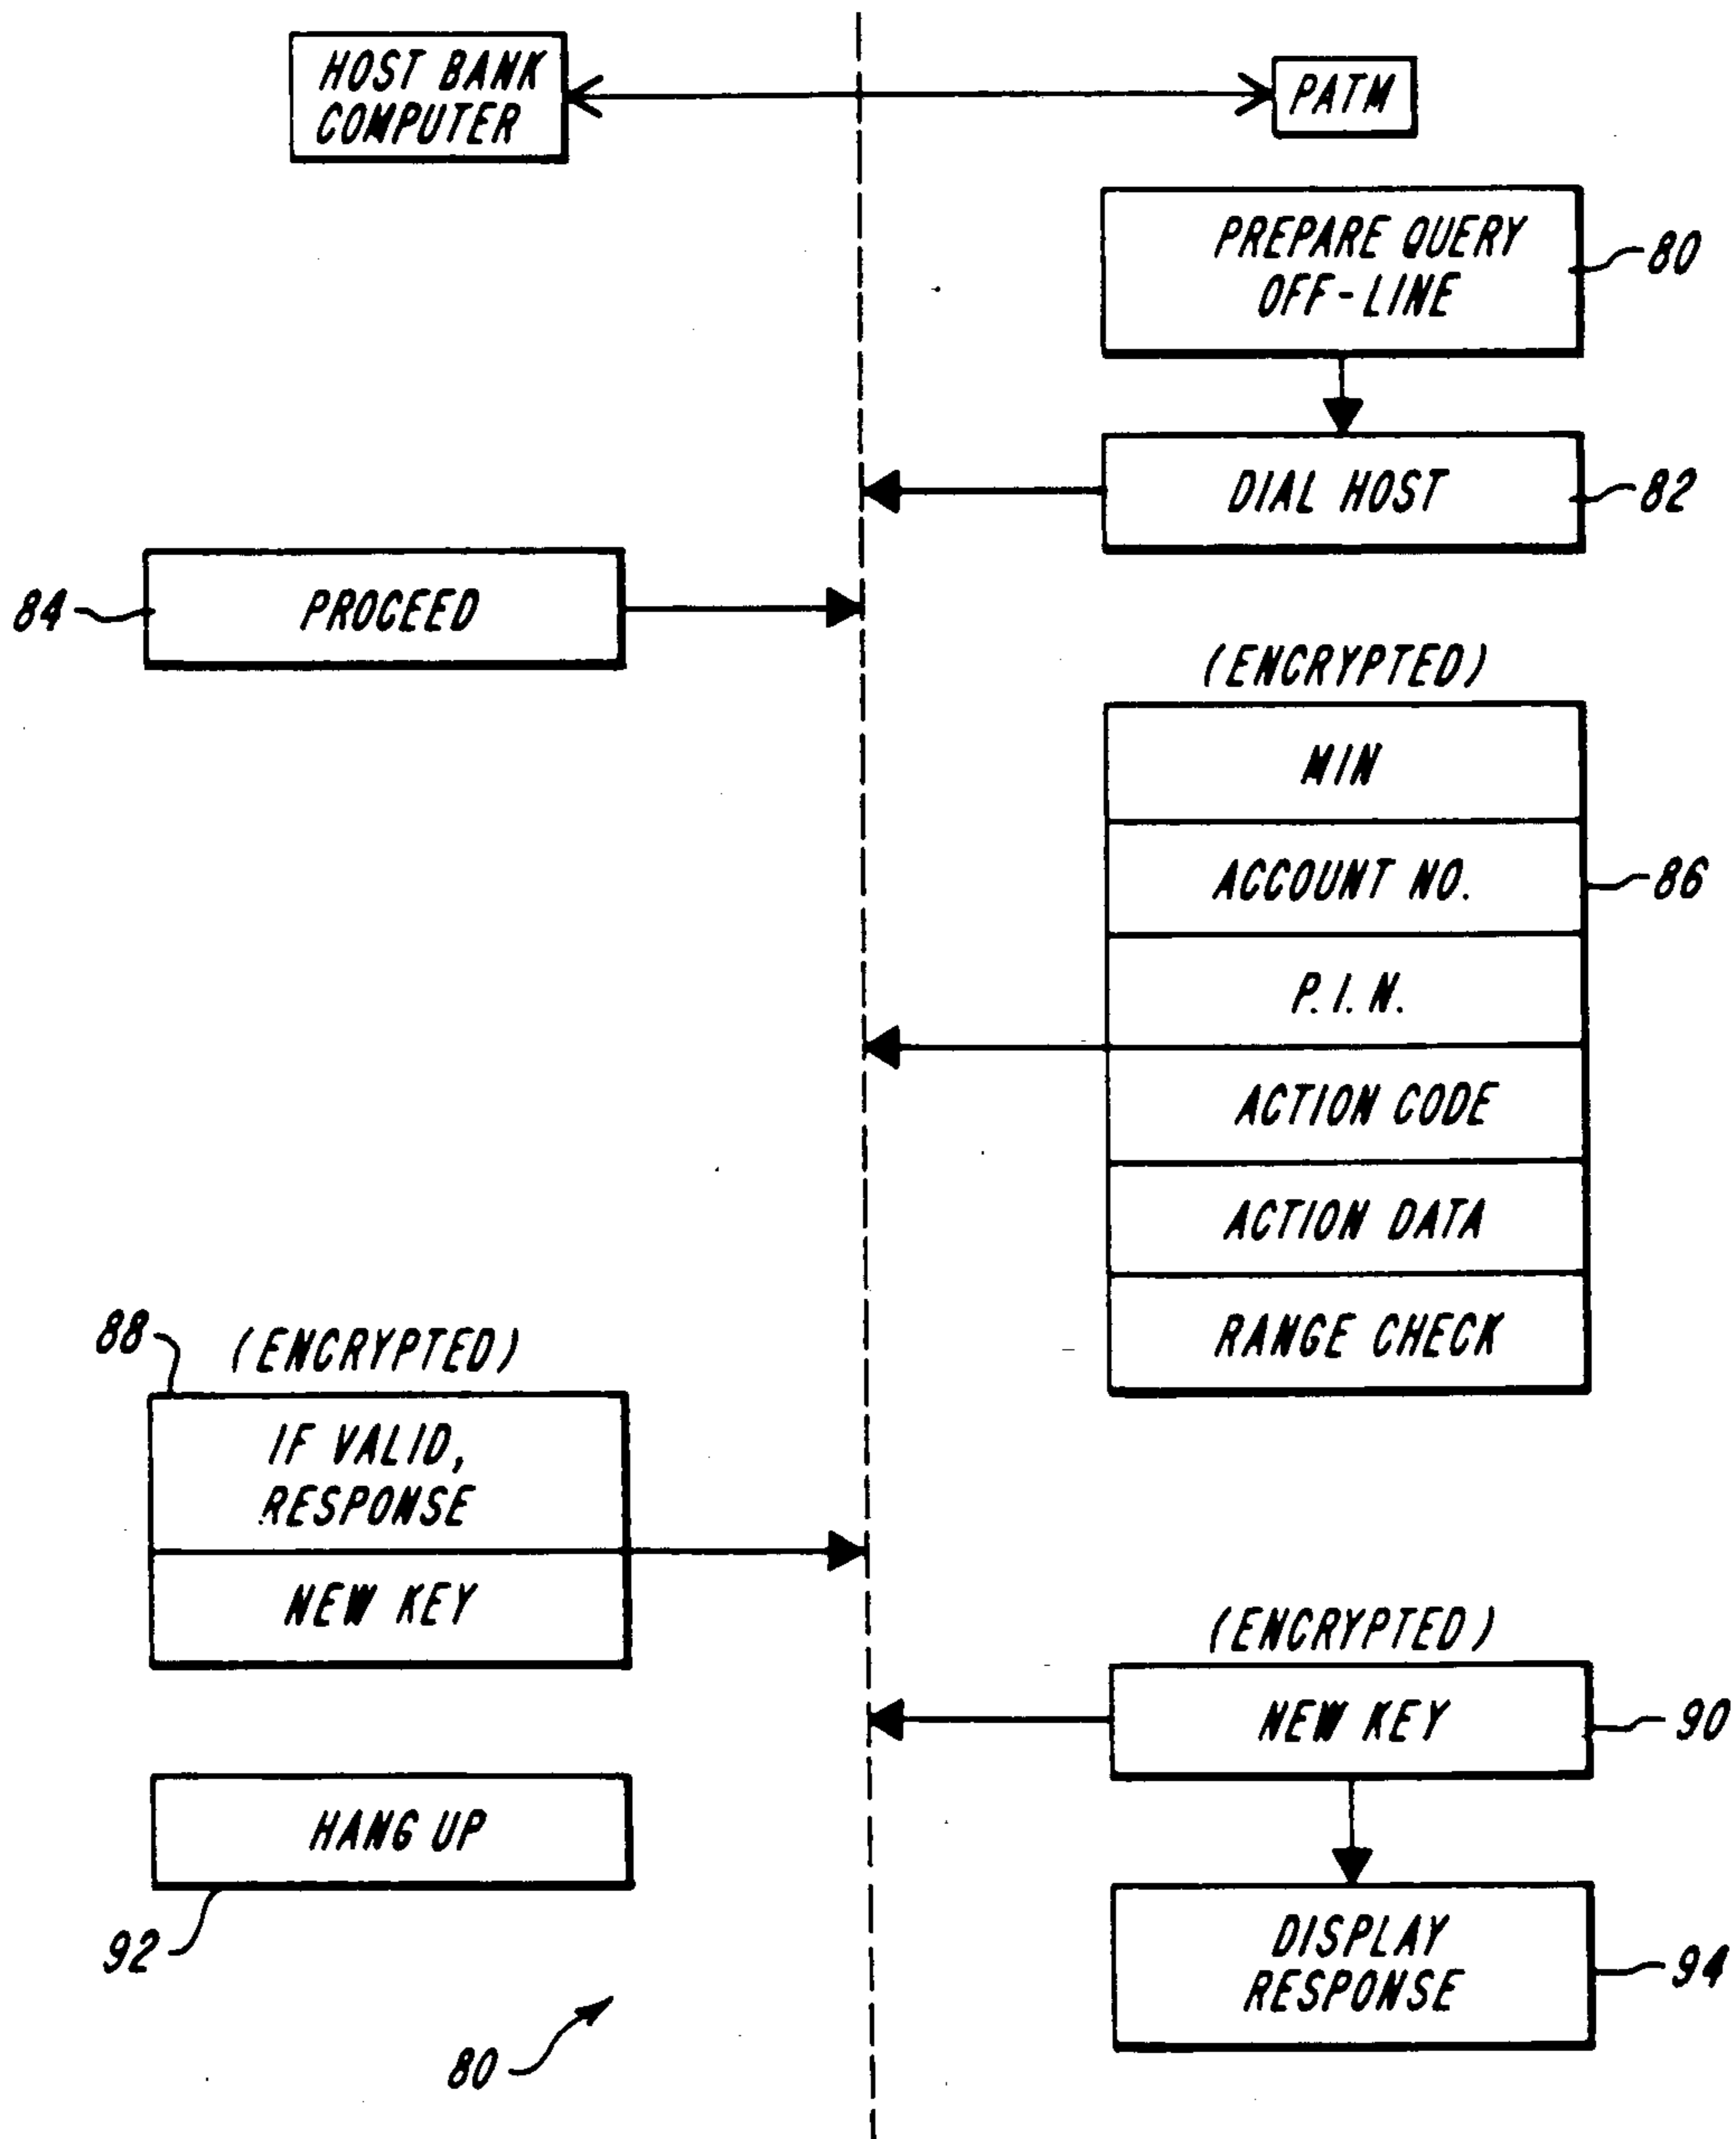 HOST BANK
COMPUTER
PATM
PREPARE QUERY
OFF-LINE
80
DIAL HOST
82
84
PROCEED
(ENCRYPTED)
MIN
ACCOUNT NO.
86
P.I.N.
ACTION CODE
ACTION DATA
RANGE CHECK
88
(ENCRYPTED)
IF VALID,
RESPONSE
NEW KEY
(ENCRYPTED)
NEW KEY
90
HANG UP
92
DISPLAY
RESPONSE
94
80